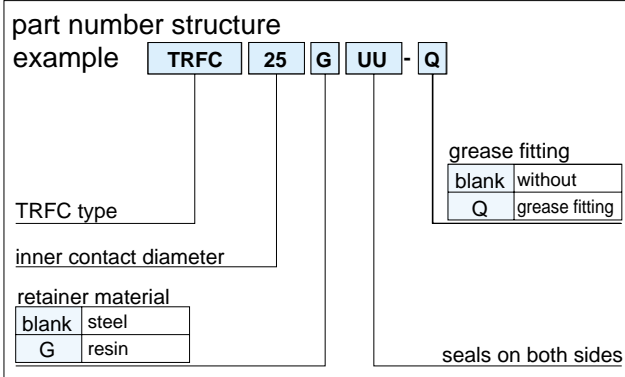 part number structure
example TRFC 25 G UU - Q
grease fitting
blank without
Q grease fitting
TRFC type
inner contact diameter
retainer material
blank steel
G resin
seals on both sides